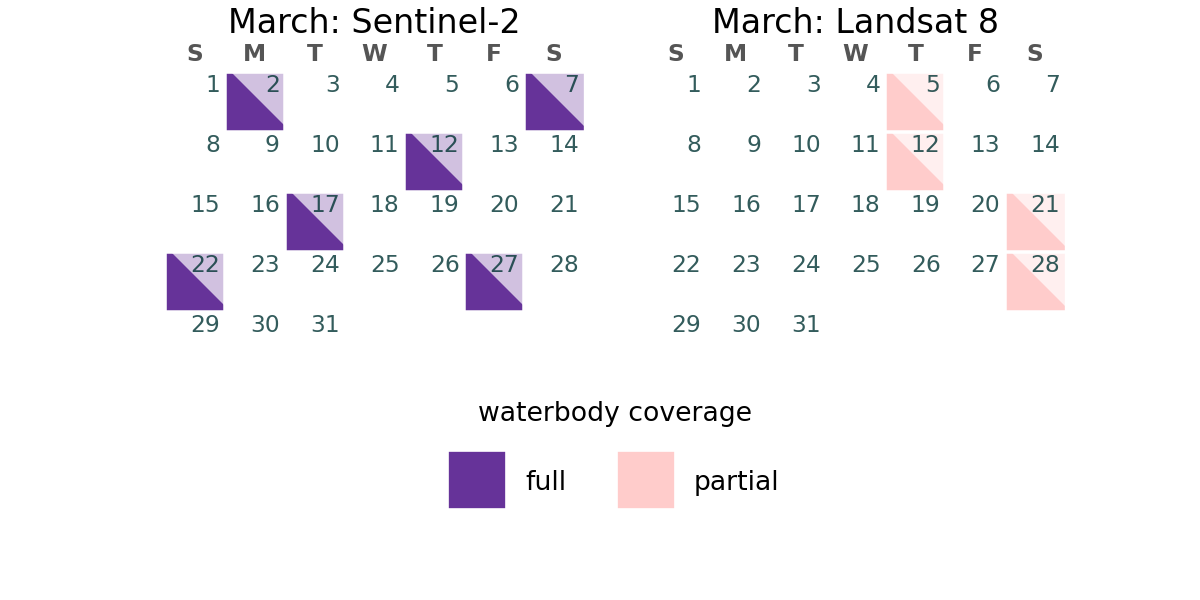 March: Sentinel-2
S M T W T F S
1 2 3 4 5 6 7
8 9 10 11 12 13 14
15 16 17 18 19 20 21
22 23 24 25 26 27 28
29 30 31
March: Landsat 8
S M T W T F S
1 2 3 4 5 6 7
8 9 10 11 12 13 14
15 16 17 18 19 20 21
22 23 24 25 26 27 28
29 30 31
waterbody coverage
full partial